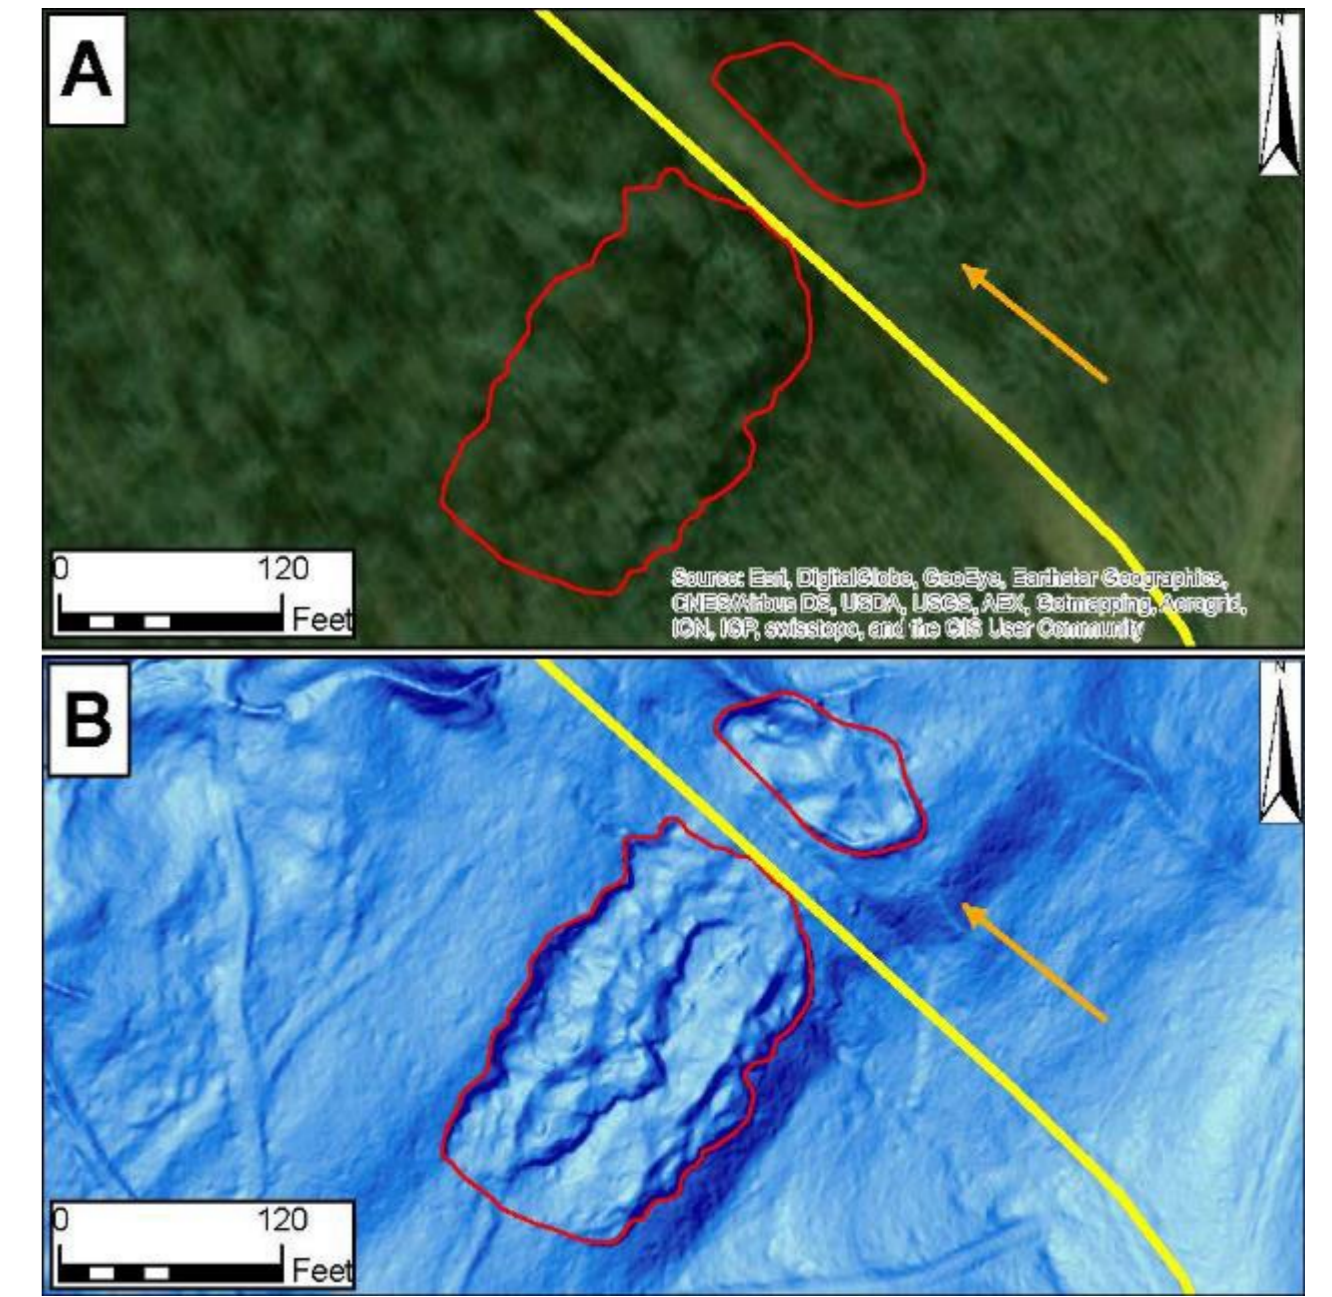 A
N
0 120
Feet
Source: Esri, DigitalGlobe, GeoEye, Earthstar Geographics,
CNES/Airbus DS, USDA, USGS, AEX, Getmapping, Aerogrid,
IGN, IGP, swisstopo, and the GIS User Community
B
N
0 120
Feet